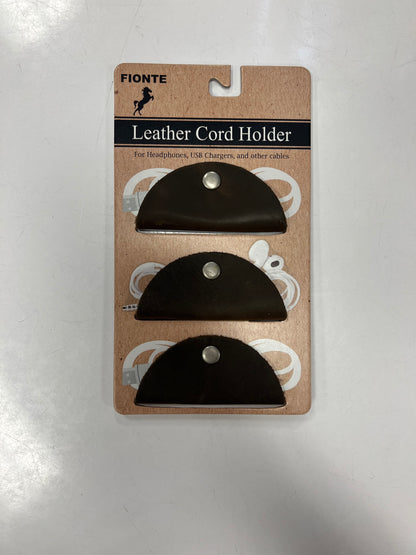 FIONTE
Leather Cord Holder
For Headphones, USB Chargers, and other cables